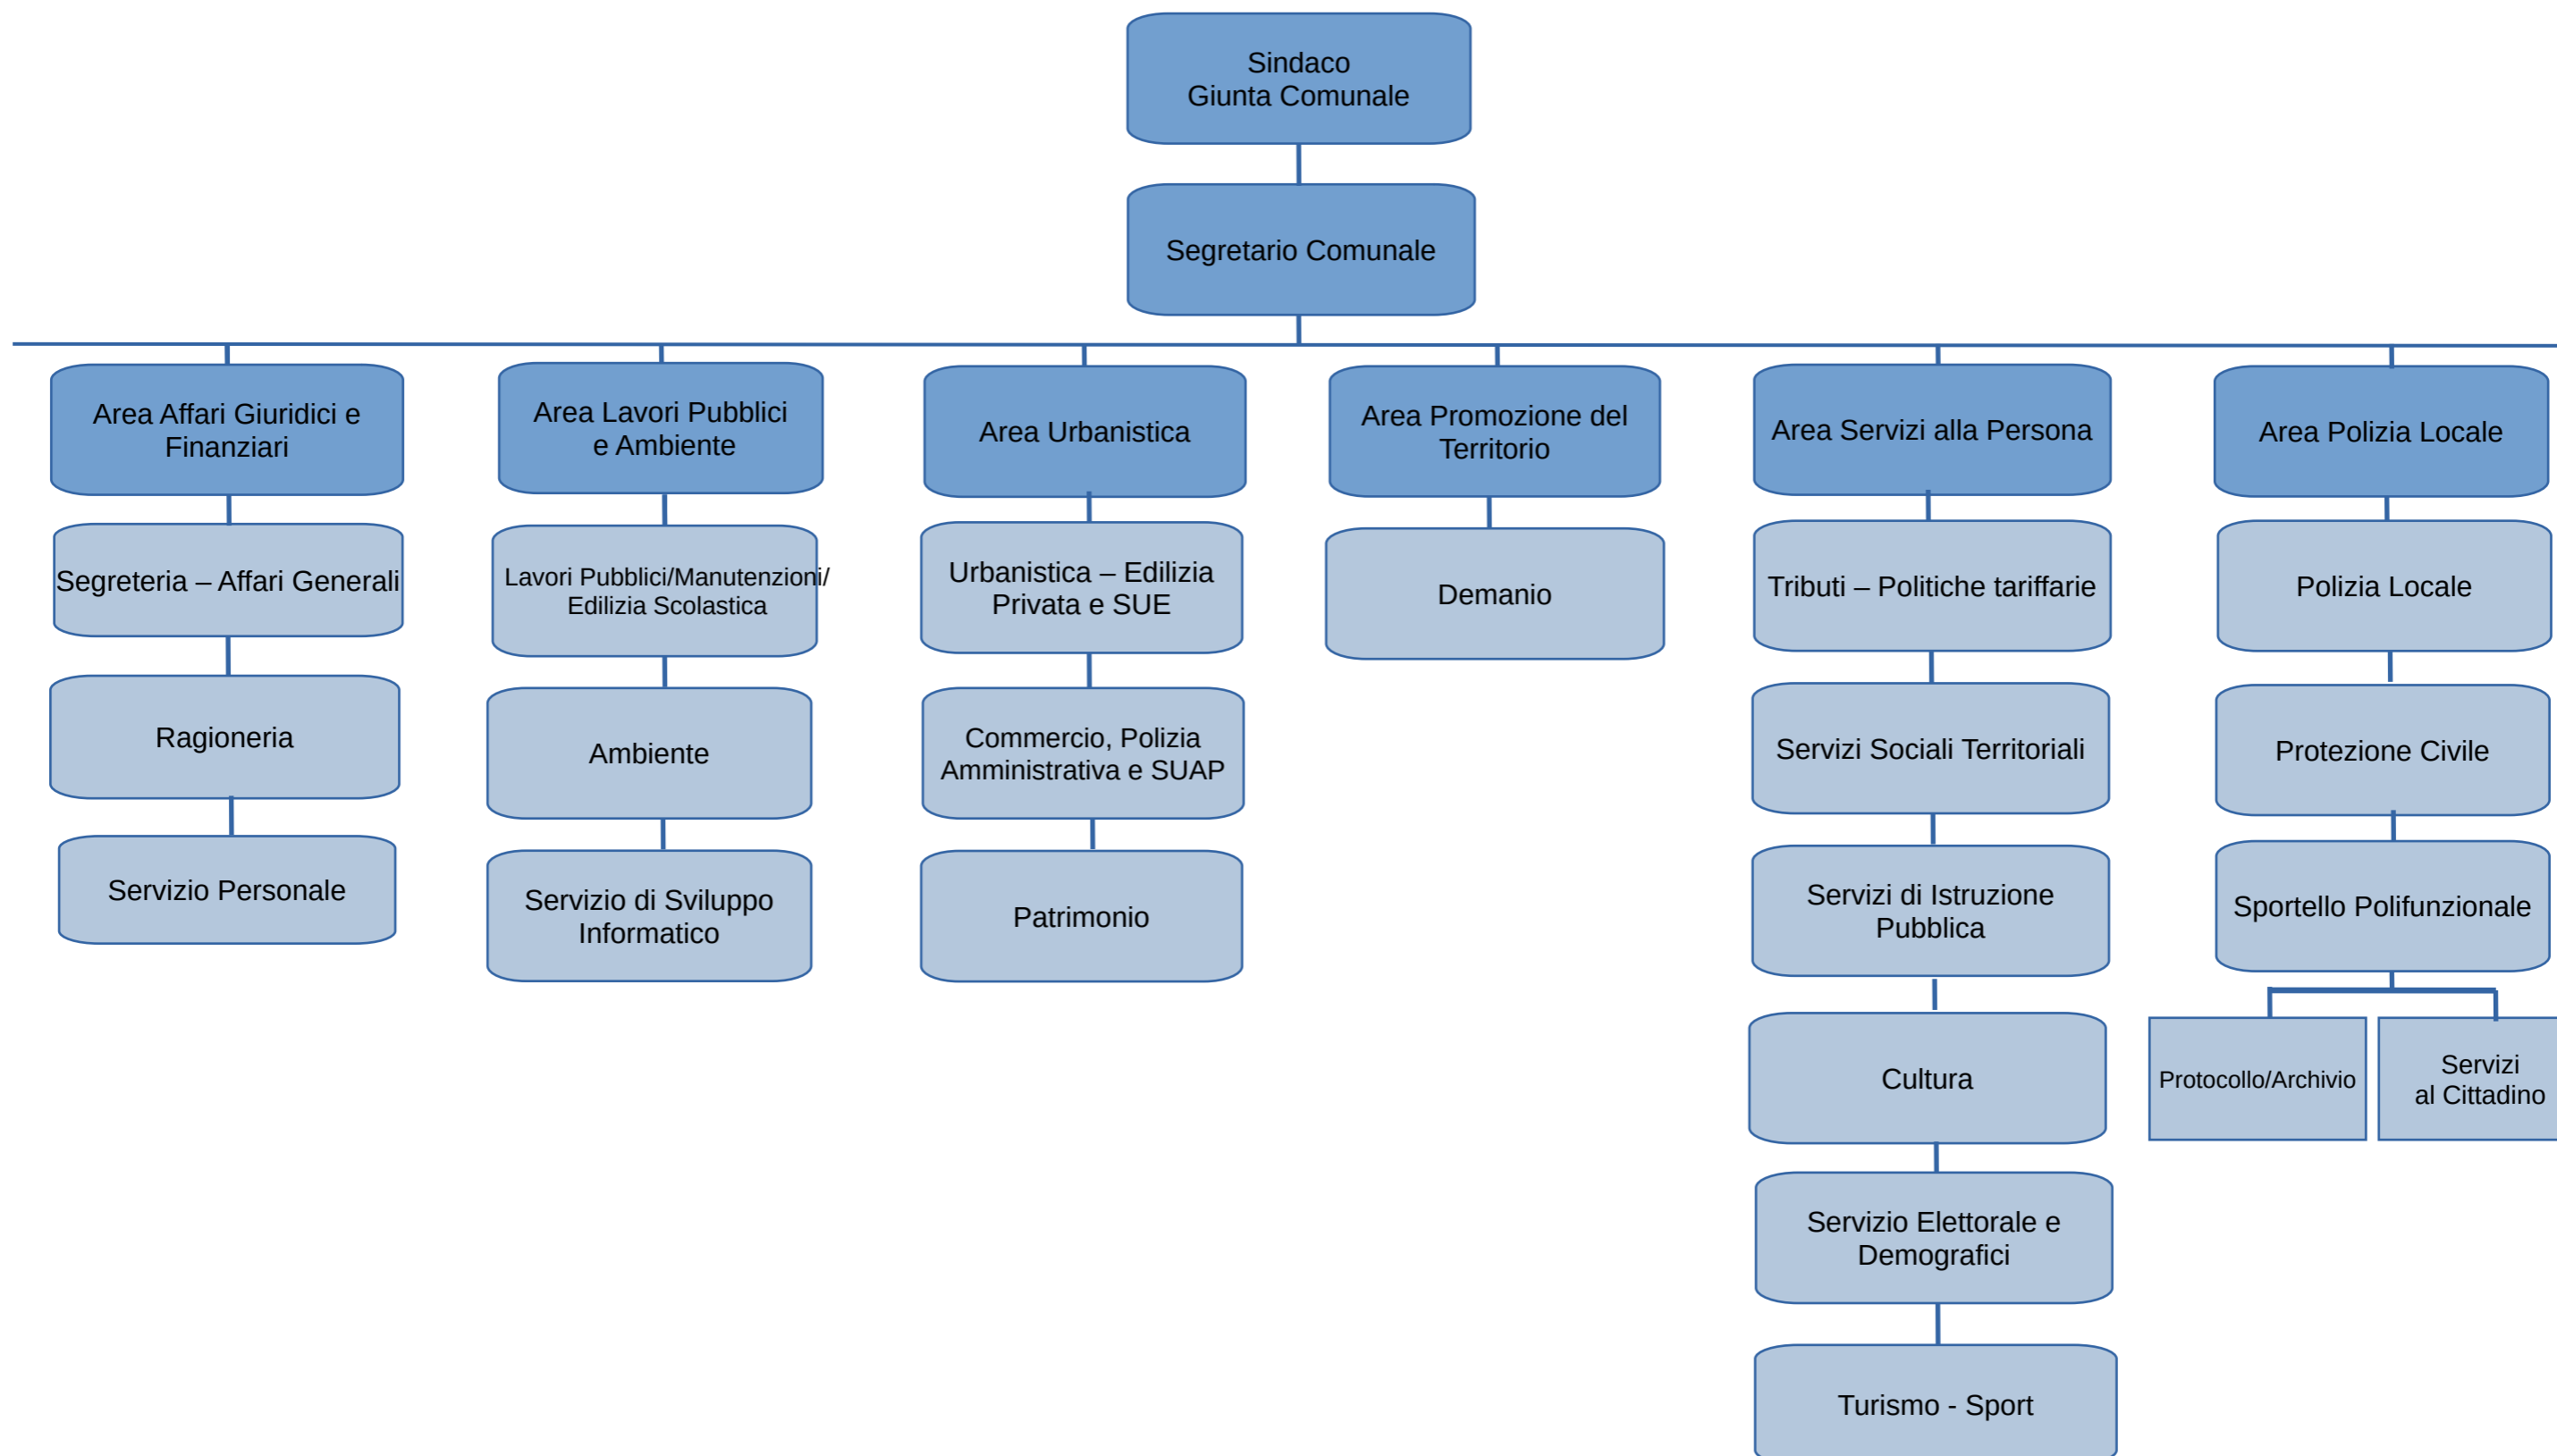 Sindaco
Giunta Comunale
Segretario Comunale
Area Affari Giuridici e
Finanziari
Segreteria – Affari Generali
Ragioneria
Servizio Personale
Area Lavori Pubblici
e Ambiente
Lavori Pubblici/Manutenzioni/
Edilizia Scolastica
Ambiente
Servizio di Sviluppo
Informatico
Area Urbanistica
Urbanistica – Edilizia
Privata e SUE
Commercio, Polizia
Amministrativa e SUAP
Patrimonio
Area Promozione del
Territorio
Demanio
Area Servizi alla Persona
Tributi – Politiche tariffarie
Servizi Sociali Territoriali
Servizi di Istruzione
Pubblica
Cultura
Servizio Elettorale e
Demografici
Turismo - Sport
Area Polizia Locale
Polizia Locale
Protezione Civile
Sportello Polifunzionale
Protocollo/Archivio
Servizi
al Cittadino